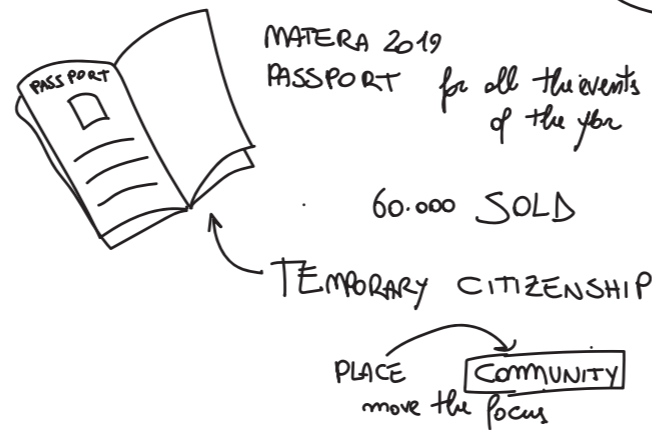 PASSPORT
MATERA 2019
PASSPORT for all the events
of the year
60.000 SOLD
TEMPORARY CITIZENSHIP
PLACE COMMUNITY
move the focus